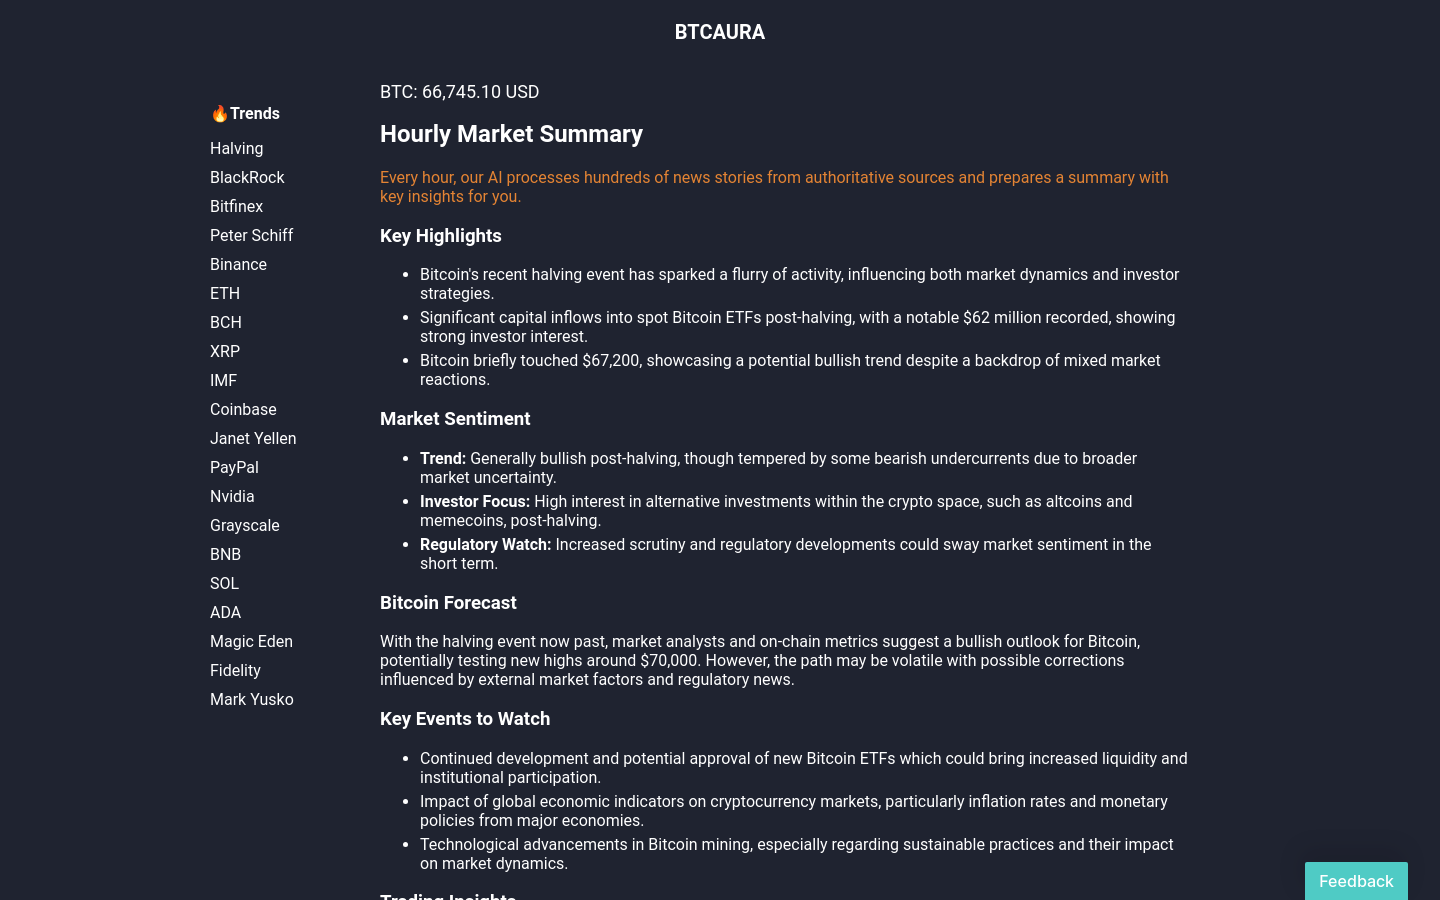 BTCAURA
🔥Trends
Halving
BlackRock
Bitfinex
Peter Schiff
Binance
ETH
BCH
XRP
IMF
Coinbase
Janet Yellen
PayPal
Nvidia
Grayscale
BNB
SOL
ADA
Magic Eden
Fidelity
Mark Yusko
BTC: 66,745.10 USD
Hourly Market Summary
Every hour, our AI processes hundreds of news stories from authoritative sources and prepares a summary with
key insights for you.
Key Highlights
• Bitcoin's recent halving event has sparked a flurry of activity, influencing both market dynamics and investor
strategies.
• Significant capital inflows into spot Bitcoin ETFs post-halving, with a notable $62 million recorded, showing
strong investor interest.
• Bitcoin briefly touched $67,200, showcasing a potential bullish trend despite a backdrop of mixed market
reactions.
Market Sentiment
• Trend: Generally bullish post-halving, though tempered by some bearish undercurrents due to broader
market uncertainty.
• Investor Focus: High interest in alternative investments within the crypto space, such as altcoins and
memecoins, post-halving.
• Regulatory Watch: Increased scrutiny and regulatory developments could sway market sentiment in the
short term.
Bitcoin Forecast
With the halving event now past, market analysts and on-chain metrics suggest a bullish outlook for Bitcoin,
potentially testing new highs around $70,000. However, the path may be volatile with possible corrections
influenced by external market factors and regulatory news.
Key Events to Watch
• Continued development and potential approval of new Bitcoin ETFs which could bring increased liquidity and
institutional participation.
• Impact of global economic indicators on cryptocurrency markets, particularly inflation rates and monetary
policies from major economies.
• Technological advancements in Bitcoin mining, especially regarding sustainable practices and their impact
on market dynamics.
Trading Insights
Feedback